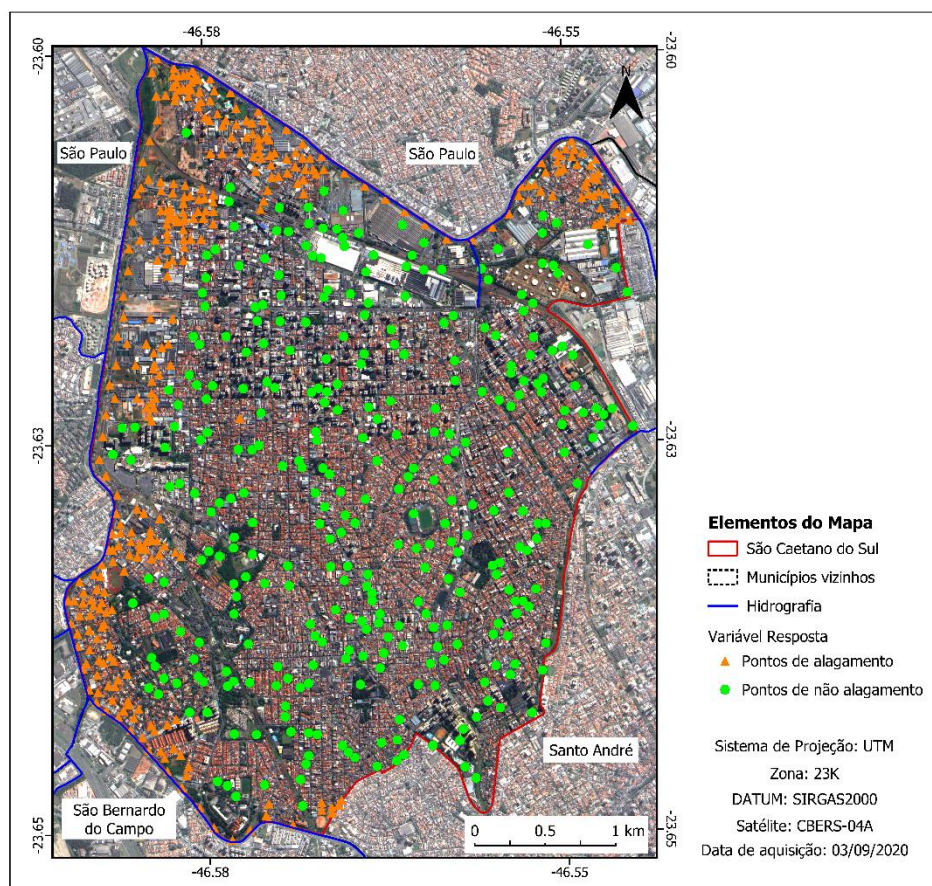 -46.58
-46.55
-23.60
-23.60
N
São Paulo
São Paulo
-23.63
-23.63
Elementos do Mapa
São Caetano do Sul
Municípios vizinhos
Hidrografia
Variável Resposta
Pontos de alagamento
Pontos de não alagamento
Santo André
São Bernardo
do Campo
0 0.5 1 km
Sistema de Projeção: UTM
Zona: 23K
DATUM: SIRGAS2000
Satélite: CBERS-04A
Data de aquisição: 03/09/2020
-23.65
-23.65
-46.58
-46.55